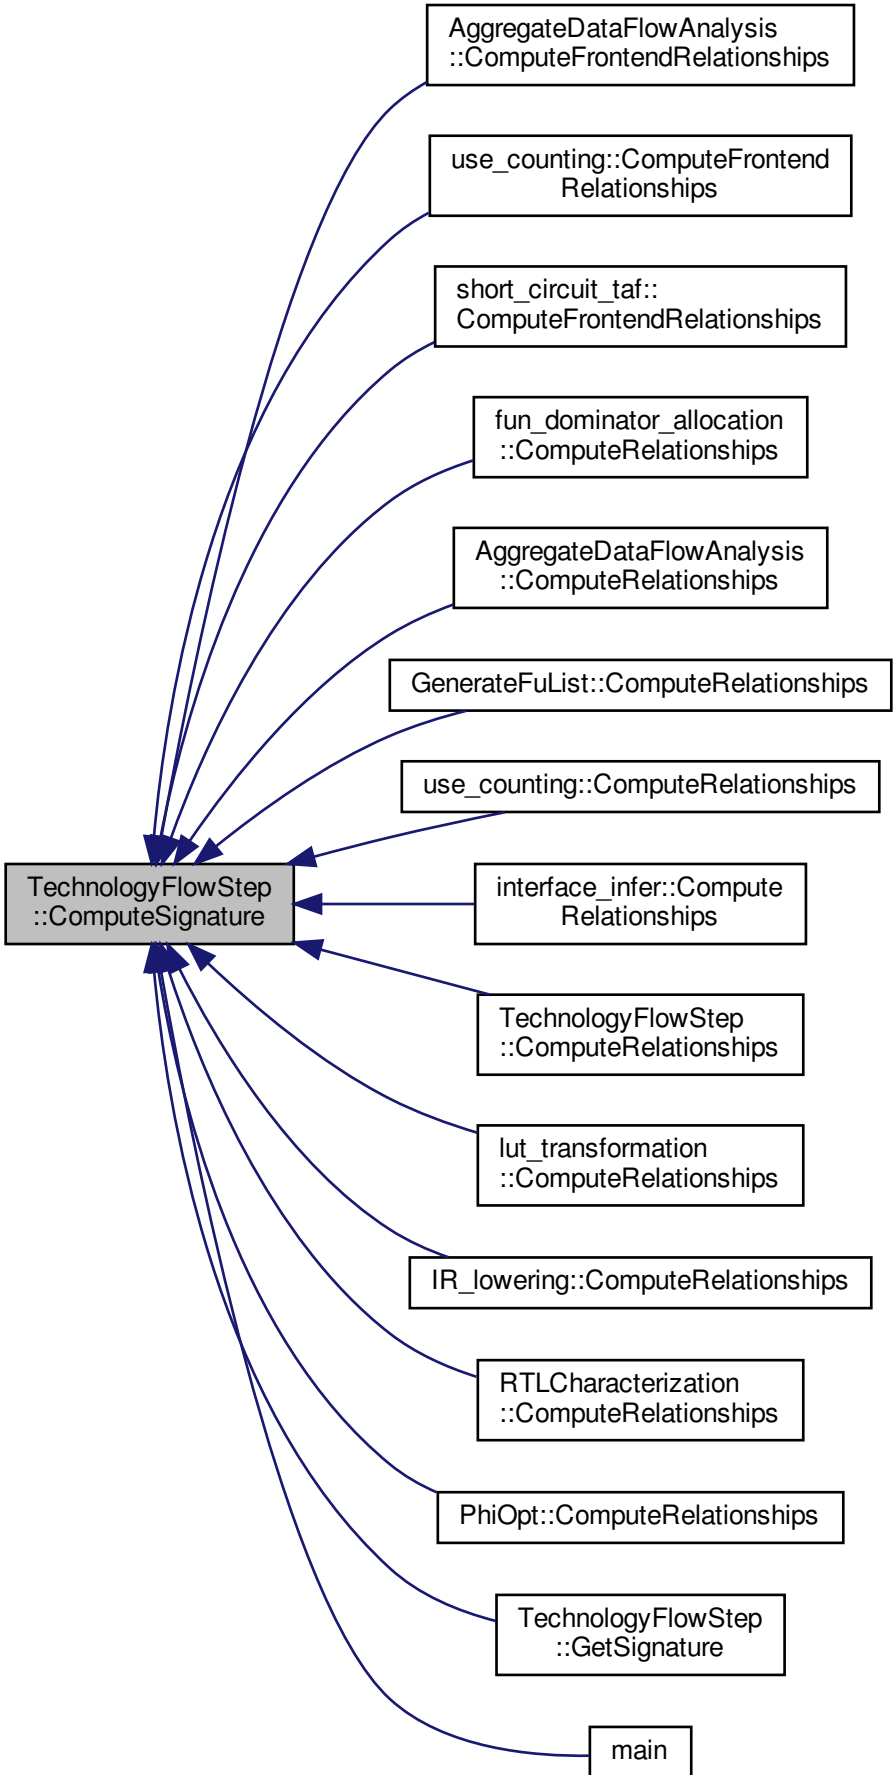 AggregateDataFlowAnalysis
::ComputeFrontendRelationships
use_counting::ComputeFrontend
Relationships
short_circuit_taf::
ComputeFrontendRelationships
fun_dominator_allocation
::ComputeRelationships
AggregateDataFlowAnalysis
::ComputeRelationships
GenerateFuList::ComputeRelationships
use_counting::ComputeRelationships
TechnologyFlowStep
::ComputeSignature
interface_infer::Compute
Relationships
TechnologyFlowStep
::ComputeRelationships
lut_transformation
::ComputeRelationships
IR_lowering::ComputeRelationships
RTLCharacterization
::ComputeRelationships
PhiOpt::ComputeRelationships
TechnologyFlowStep
::GetSignature
main